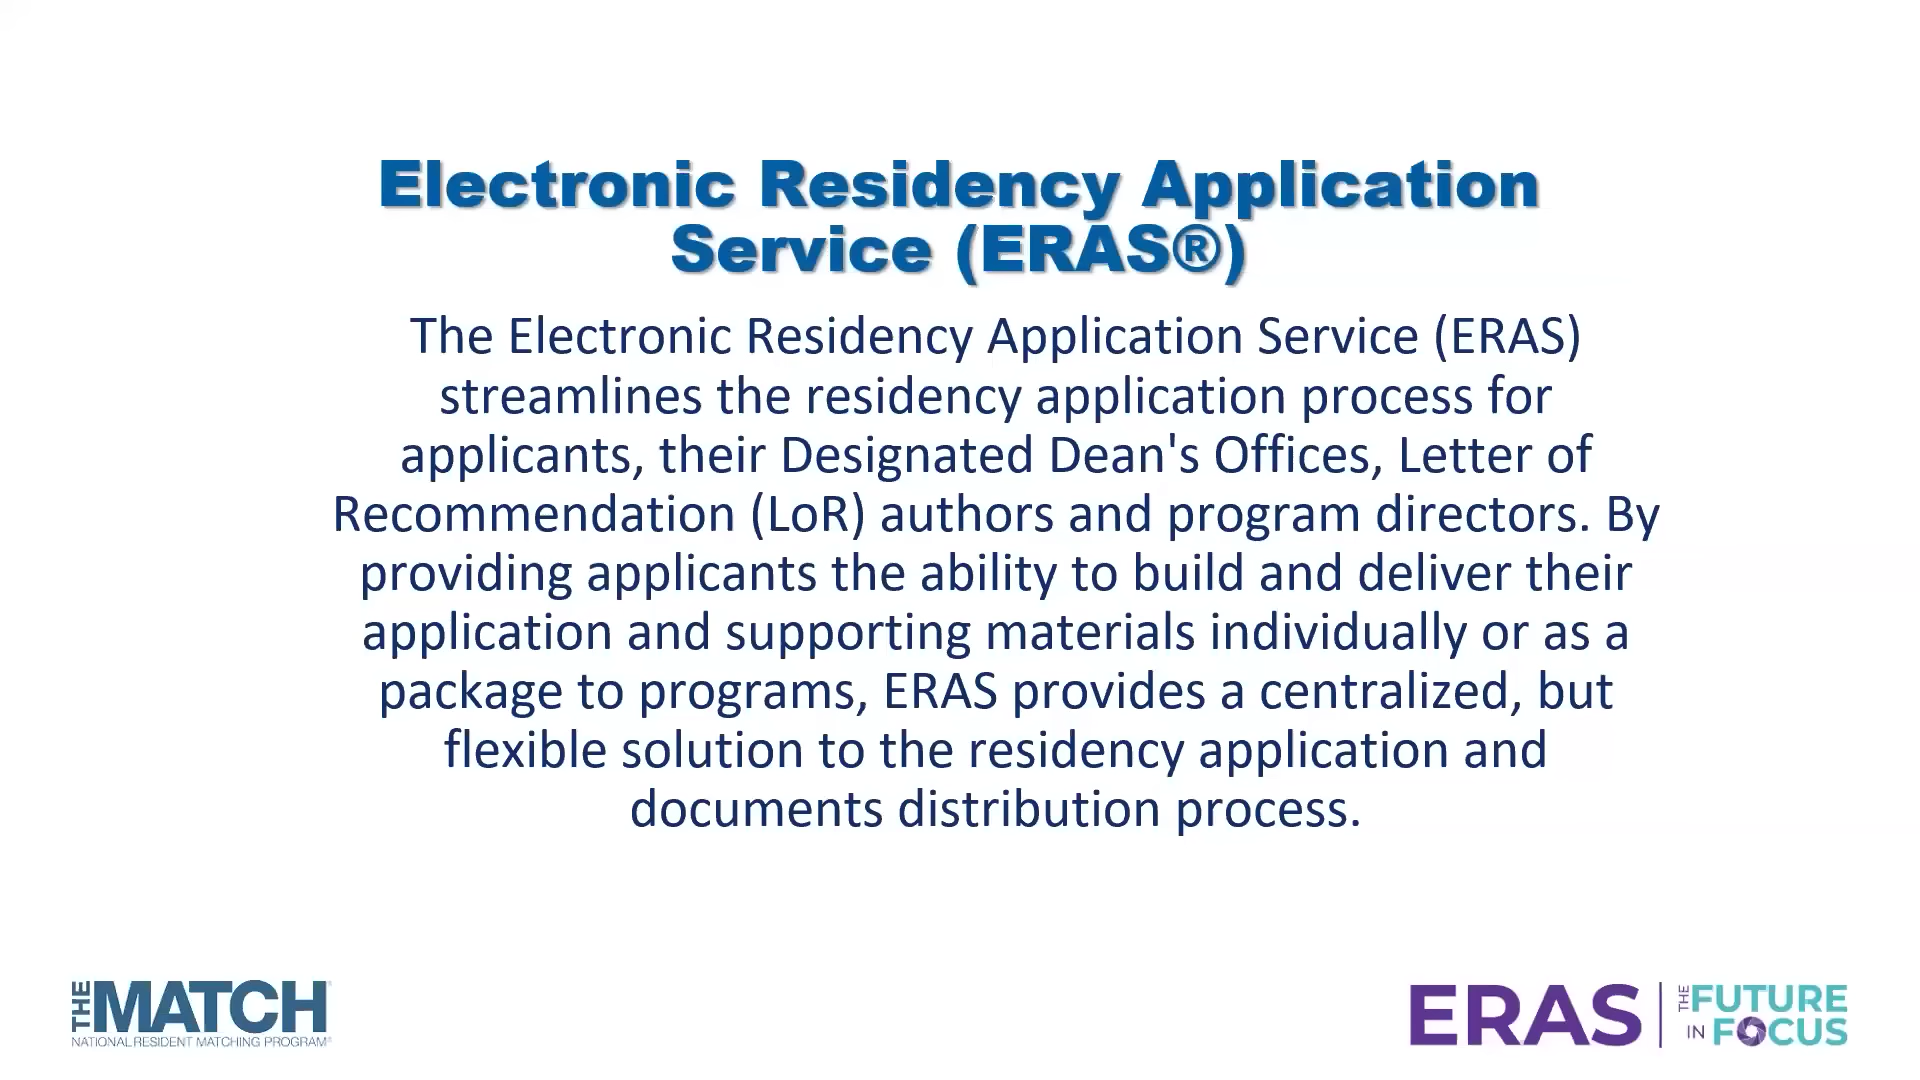 Electronic Residency Application
Service (ERAS®)
The Electronic Residency Application Service (ERAS)
streamlines the residency application process for
applicants, their Designated Dean's Offices, Letter of
Recommendation (LoR) authors and program directors. By
providing applicants the ability to build and deliver their
application and supporting materials individually or as a
package to programs, ERAS provides a centralized, but
flexible solution to the residency application and
documents distribution process.
THE MATCH®
NATIONAL RESIDENT MATCHING PROGRAM®
ERAS
THE FUTURE
IN FOCUS